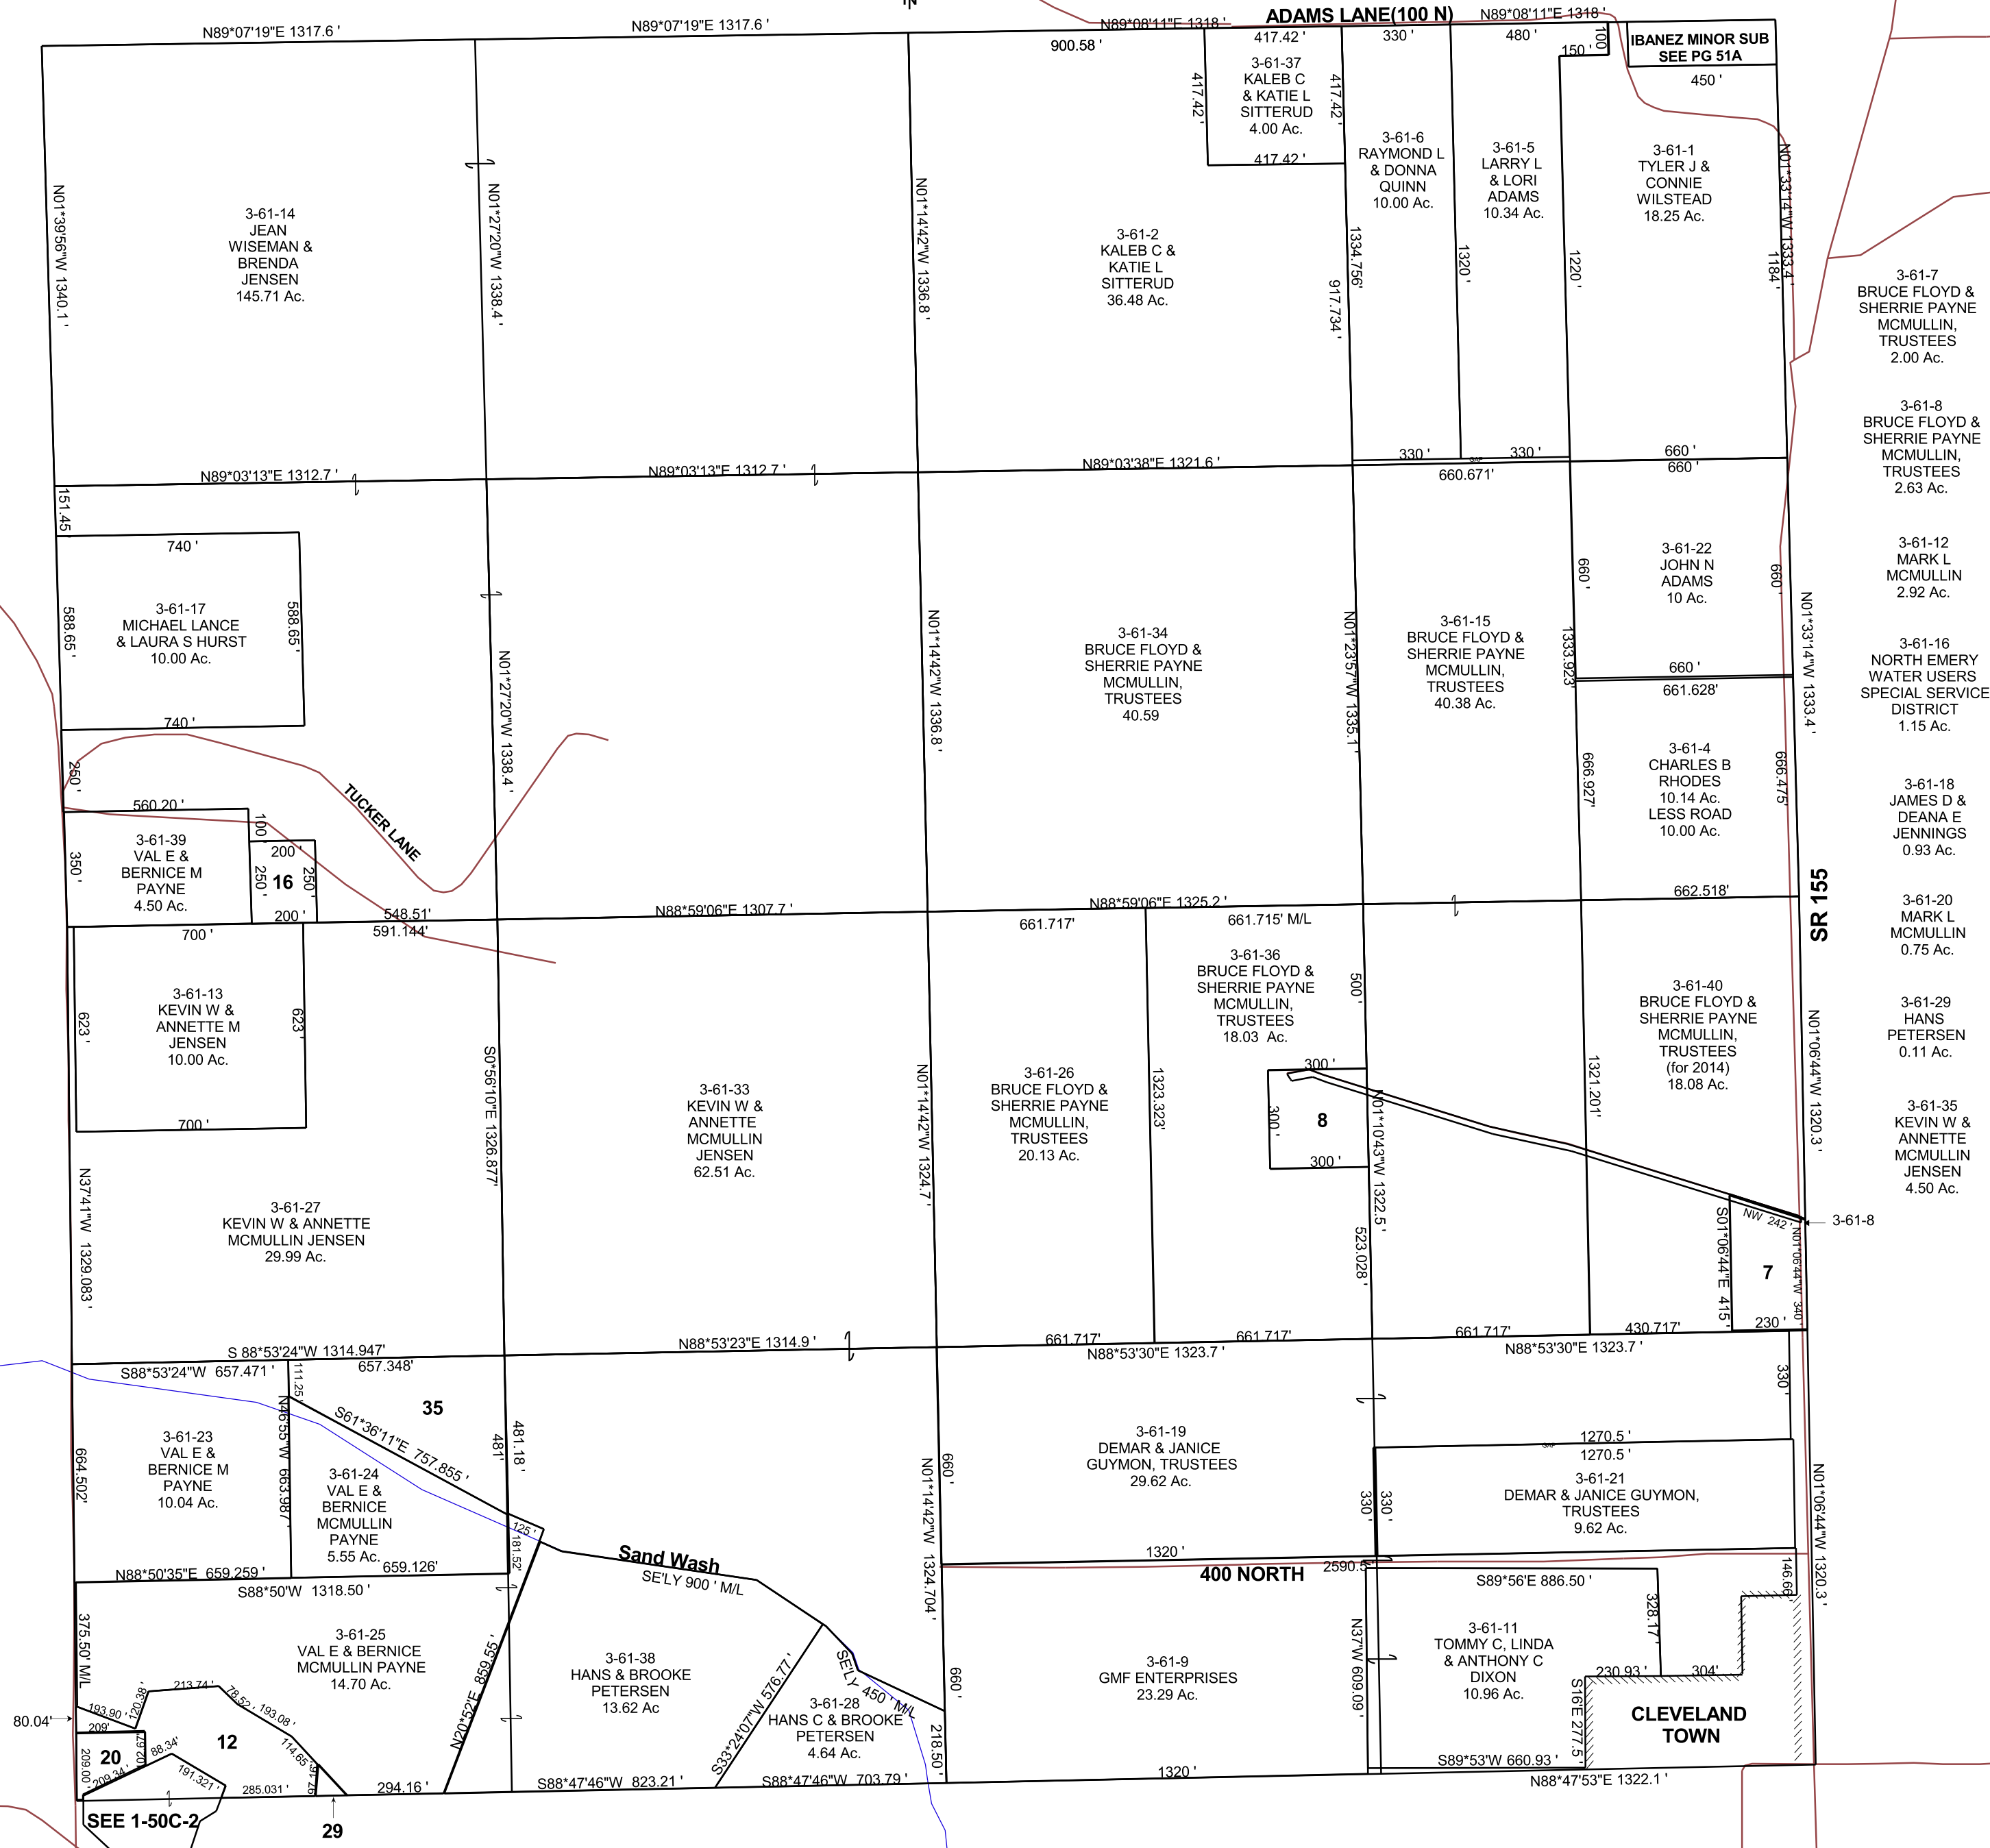 N
ADAMS LANE(100 N)
N89*07'19"E 1317.6 '
N89*07'19"E 1317.6 '
N89*08'11"E 1318 '
N89*08'11"E 1318 '
900.58 '
417.42 '
330 '
480 '
150 '
100
IBANEZ MINOR SUB
SEE PG 51A
450 '
417.42 '
417.42 '
417.42 '
3-61-37
KALEB C
& KATIE L
SITTERUD
4.00 Ac.
3-61-6
RAYMOND L
& DONNA
QUINN
10.00 Ac.
3-61-5
LARRY L
& LORI
ADAMS
10.34 Ac.
3-61-1
TYLER J &
CONNIE
WILSTEAD
18.25 Ac.
N01*39'56"W 1340.1 '
3-61-14
JEAN
WISEMAN &
BRENDA
JENSEN
145.71 Ac.
N01*27'20"W 1338.4 '
N01*14'42"W 1336.8 '
3-61-2
KALEB C &
KATIE L
SITTERUD
36.48 Ac.
1334.756'
917.734 '
1320 '
1220 '
1184 '
N01*33'14"W 1333.4 '
3-61-7
BRUCE FLOYD &
SHERRIE PAYNE
MCMULLIN,
TRUSTEES
2.00 Ac.
3-61-8
BRUCE FLOYD &
SHERRIE PAYNE
MCMULLIN,
TRUSTEES
2.63 Ac.
3-61-12
MARK L
MCMULLIN
2.92 Ac.
3-61-16
NORTH EMERY
WATER USERS
SPECIAL SERVICE
DISTRICT
1.15 Ac.
3-61-18
JAMES D &
DEANA E
JENNINGS
0.93 Ac.
3-61-20
MARK L
MCMULLIN
0.75 Ac.
3-61-29
HANS
PETERSEN
0.11 Ac.
3-61-35
KEVIN W &
ANNETTE
MCMULLIN
JENSEN
4.50 Ac.
N89*03'13"E 1312.7 '
N89*03'13"E 1312.7 '
N89*03'38"E 1321.6 '
330 '
GAP
330 '
660 '
660.671'
660 '
151.45
740 '
588.65 '
588.65 '
3-61-17
MICHAEL LANCE
& LAURA S HURST
10.00 Ac.
740 '
N01*27'20"W 1338.4 '
N01*14'42"W 1336.8 '
3-61-34
BRUCE FLOYD &
SHERRIE PAYNE
MCMULLIN,
TRUSTEES
40.59
N01*23'57"W 1335.1 '
3-61-15
BRUCE FLOYD &
SHERRIE PAYNE
MCMULLIN,
TRUSTEES
40.38 Ac.
660 '
1333.923'
3-61-22
JOHN N
ADAMS
10 Ac.
660 '
N01*33'14"W 1333.4 '
660 '
661.628'
3-61-4
CHARLES B
RHODES
10.14 Ac.
LESS ROAD
10.00 Ac.
666.927'
666.475'
250 '
TUCKER LANE
560.20 '
100 '
3-61-39
VAL E &
BERNICE M
PAYNE
4.50 Ac.
350 '
200 '
250 '
16
250 '
200 '
548.51'
SR 155
N88*59'06"E 1307.7 '
N88*59'06"E 1325.2 '
662.518'
700 '
591.144'
661.717'
661.715' M/L
3-61-13
KEVIN W &
ANNETTE M
JENSEN
10.00 Ac.
623 '
623 '
700 '
S0*56'10"E 1326.877'
3-61-33
KEVIN W &
ANNETTE
MCMULLIN
JENSEN
62.51 Ac.
N01*14'42"W 1324.7 '
3-61-26
BRUCE FLOYD &
SHERRIE PAYNE
MCMULLIN,
TRUSTEES
20.13 Ac.
1323.323'
3-61-36
BRUCE FLOYD &
SHERRIE PAYNE
MCMULLIN,
TRUSTEES
18.03 Ac.
500 '
300 '
300 '
8
300 '
N01*10'43"W 1322.5 '
523.028 '
1321.201'
3-61-40
BRUCE FLOYD &
SHERRIE PAYNE
MCMULLIN,
TRUSTEES
(for 2014)
18.08 Ac.
N01*06'44"W 1320.3 '
NW 242 '
3-61-8
S01*06'44"E 415 '
7
N01*06'44"W 340 '
230 '
N37'41"W 1329.083 '
3-61-27
KEVIN W & ANNETTE
MCMULLIN JENSEN
29.99 Ac.
S 88*53'24"W 1314.947'
N88*53'23"E 1314.9 '
661.717'
661.717'
661.717'
430.717'
N88*53'30"E 1323.7 '
N88*53'30"E 1323.7 '
S88*53'24"W 657.471 '
657.348'
111.25 '
35
S61*36'11"E 757.855 '
481.18'
481'
N46'55"W 663.987 '
664.502'
3-61-23
VAL E &
BERNICE M
PAYNE
10.04 Ac.
3-61-24
VAL E &
BERNICE
MCMULLIN
PAYNE
5.55 Ac.
125 '
181.52'
659.126'
N88*50'35"E 659.259 '
S88*50'W 1318.50 '
Sand Wash
SE'LY 900 ' M/L
N01*14'42"W 1324.704 '
660 '
3-61-19
DEMAR & JANICE
GUYMON, TRUSTEES
29.62 Ac.
330 '
GAP
1270.5 '
1270.5 '
330 '
330 '
3-61-21
DEMAR & JANICE GUYMON,
TRUSTEES
9.62 Ac.
N01*06'44"W 1320.3 '
1320 '
400 NORTH
2590.5 '
S89*56'E 886.50 '
146.66'
328.17'
375.50' M/L
3-61-25
VAL E & BERNICE
MCMULLIN PAYNE
14.70 Ac.
N20*52'E 859.55 '
3-61-38
HANS & BROOKE
PETERSEN
13.62 Ac
S33*24'07"W 576.77 '
SE'LY 450 ' M/L
3-61-28
HANS C & BROOKE
PETERSEN
4.64 Ac.
660 '
218.50 '
3-61-9
GMF ENTERPRISES
23.29 Ac.
N37'W 609.09 '
3-61-11
TOMMY C, LINDA
& ANTHONY C
DIXON
10.96 Ac.
230.93 '
304'
S16'E 277.5 '
CLEVELAND
TOWN
80.04'
193.90 '
120.38 '
213.74 '
78.52 '
193.08 '
114.65 '
209'
20
209.00 '
102.67'
209.34 '
88.34'
12
191.321 '
285.031 '
294.16 '
S88*47'46"W 823.21 '
S88*47'46"W 703.79 '
1320 '
S89*53'W 660.93 '
N88*47'53"E 1322.1 '
SEE 1-50C-2
29